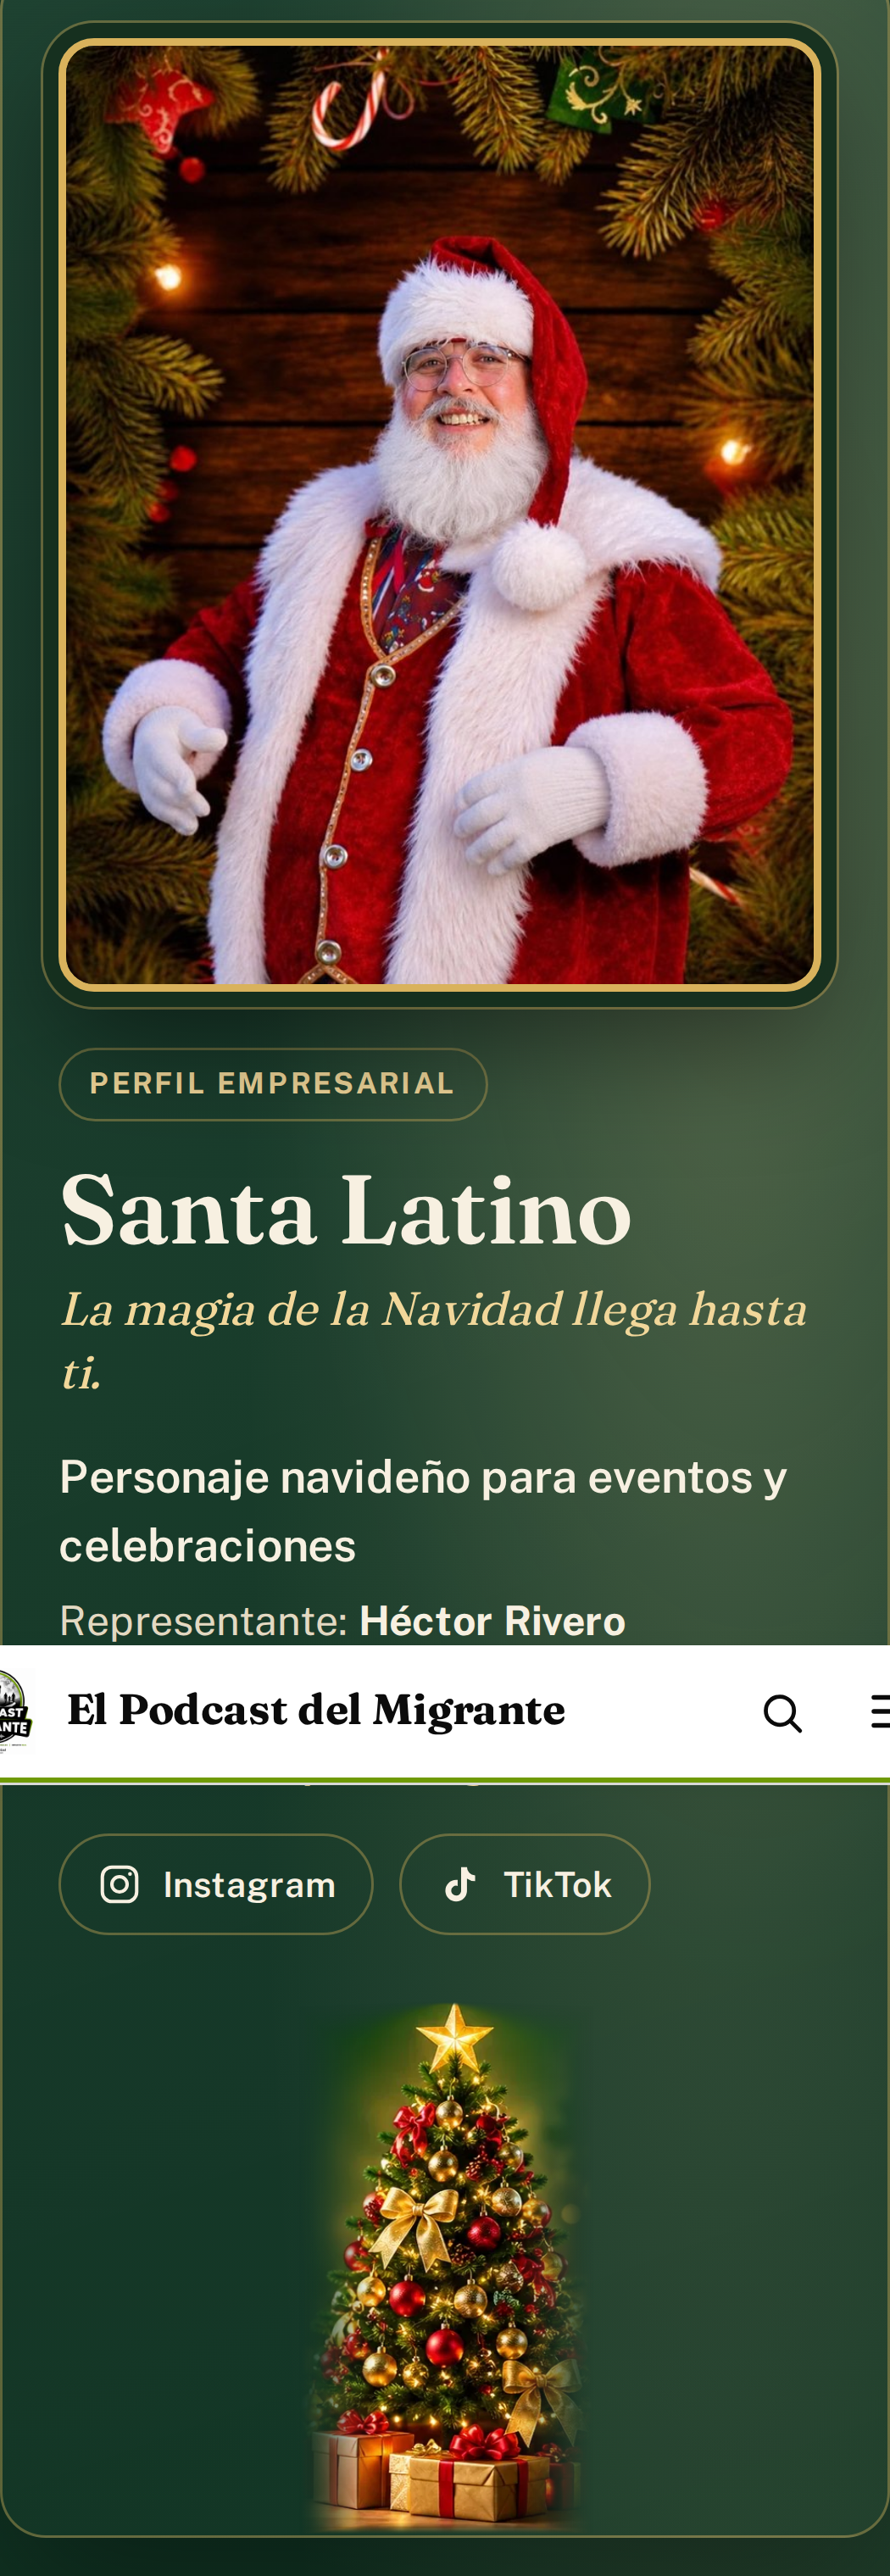 PERFIL EMPRESARIAL
Santa Latino
La magia de la Navidad llega hasta
ti.
Personaje navideño para eventos y
celebraciones
Representante: Héctor Rivero
El Podcast del Migrante
Instagram
TikTok